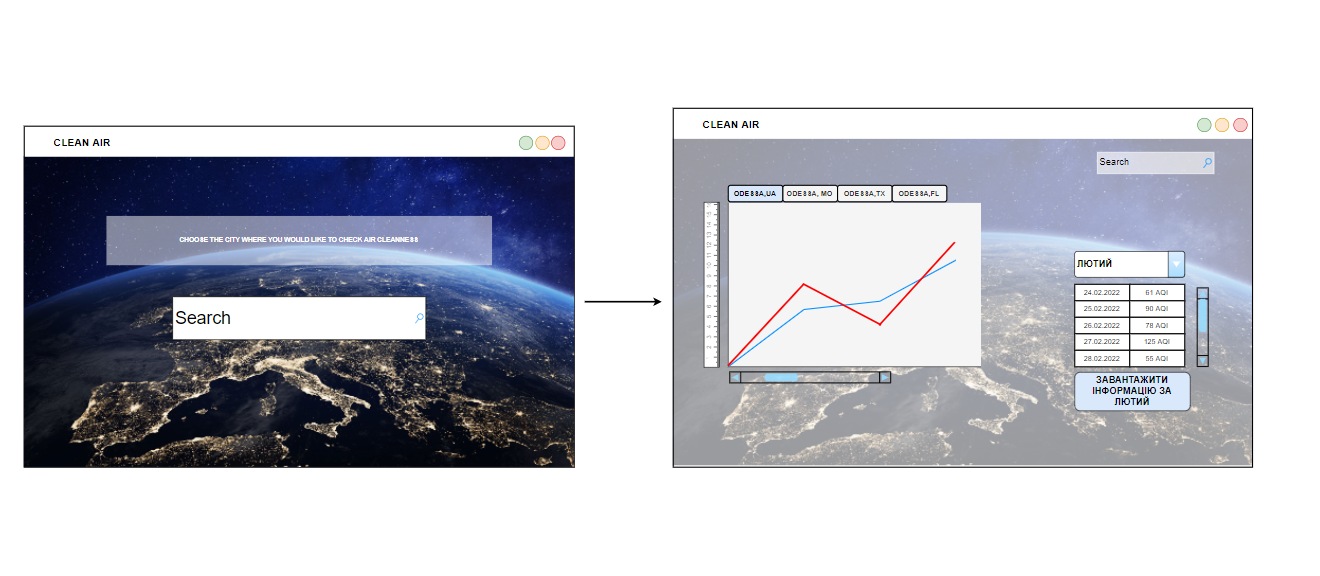 CLEAN AIR
CHOOSE THE CITY WHERE YOU WOULD LIKE TO CHECK AIR CLEANNESS
Search
CLEAN AIR
Search
ODESSA,UA
ODESSA, MO
ODESSA,TX
ODESSA,FL
ЛЮТИЙ
24.02.2022 61 AQI
25.02.2022 90 AQI
26.02.2022 78 AQI
27.02.2022 125 AQI
28.02.2022 55 AQI
ЗАВАНТАЖИТИ
ІНФОРМАЦІЮ ЗА
ЛЮТИЙ